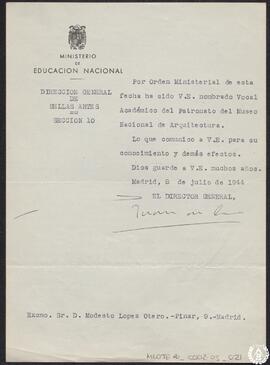 MINISTERIO
DE
EDUCACION NACIONAL
DIRECCION GENERAL
DE
BELLAS ARTES
SECCION 10
Por Orden Ministerial de esta
fecha ha sido V.E. nombrado Vocal
Académico del Patronato del Museo
Nacional de Arquitectura.
Lo que comunico a V.E. para su
conocimiento y demás efectos.
Dios guarde a V.E. muchos años.
Madrid, 8 de julio de 1944
EL DIRECTOR GENERAL,
Excmo. Sr. D. Modesto Lopez Otero.-Pinar, 9.-Madrid.